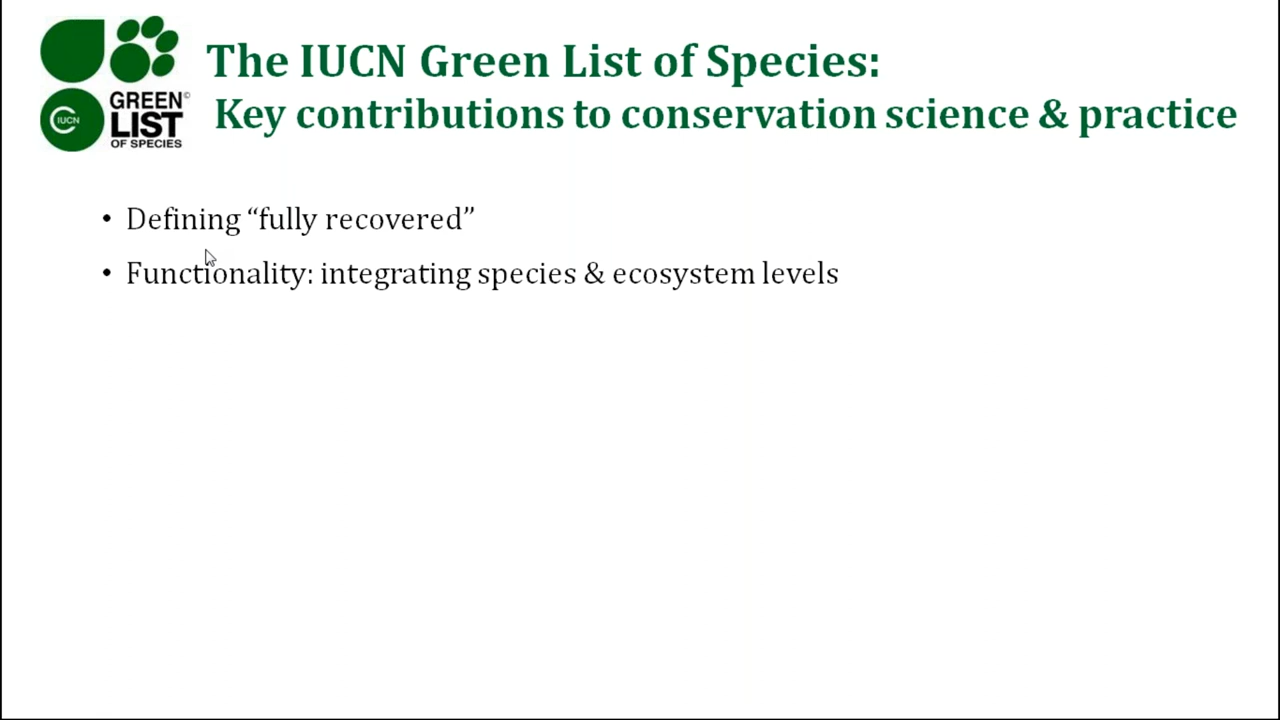 The IUCN Green List of Species:
Key contributions to conservation science & practice
IUCN
GREEN©
LIST
OF SPECIES
• Defining “fully recovered”
• Functionality: integrating species & ecosystem levels